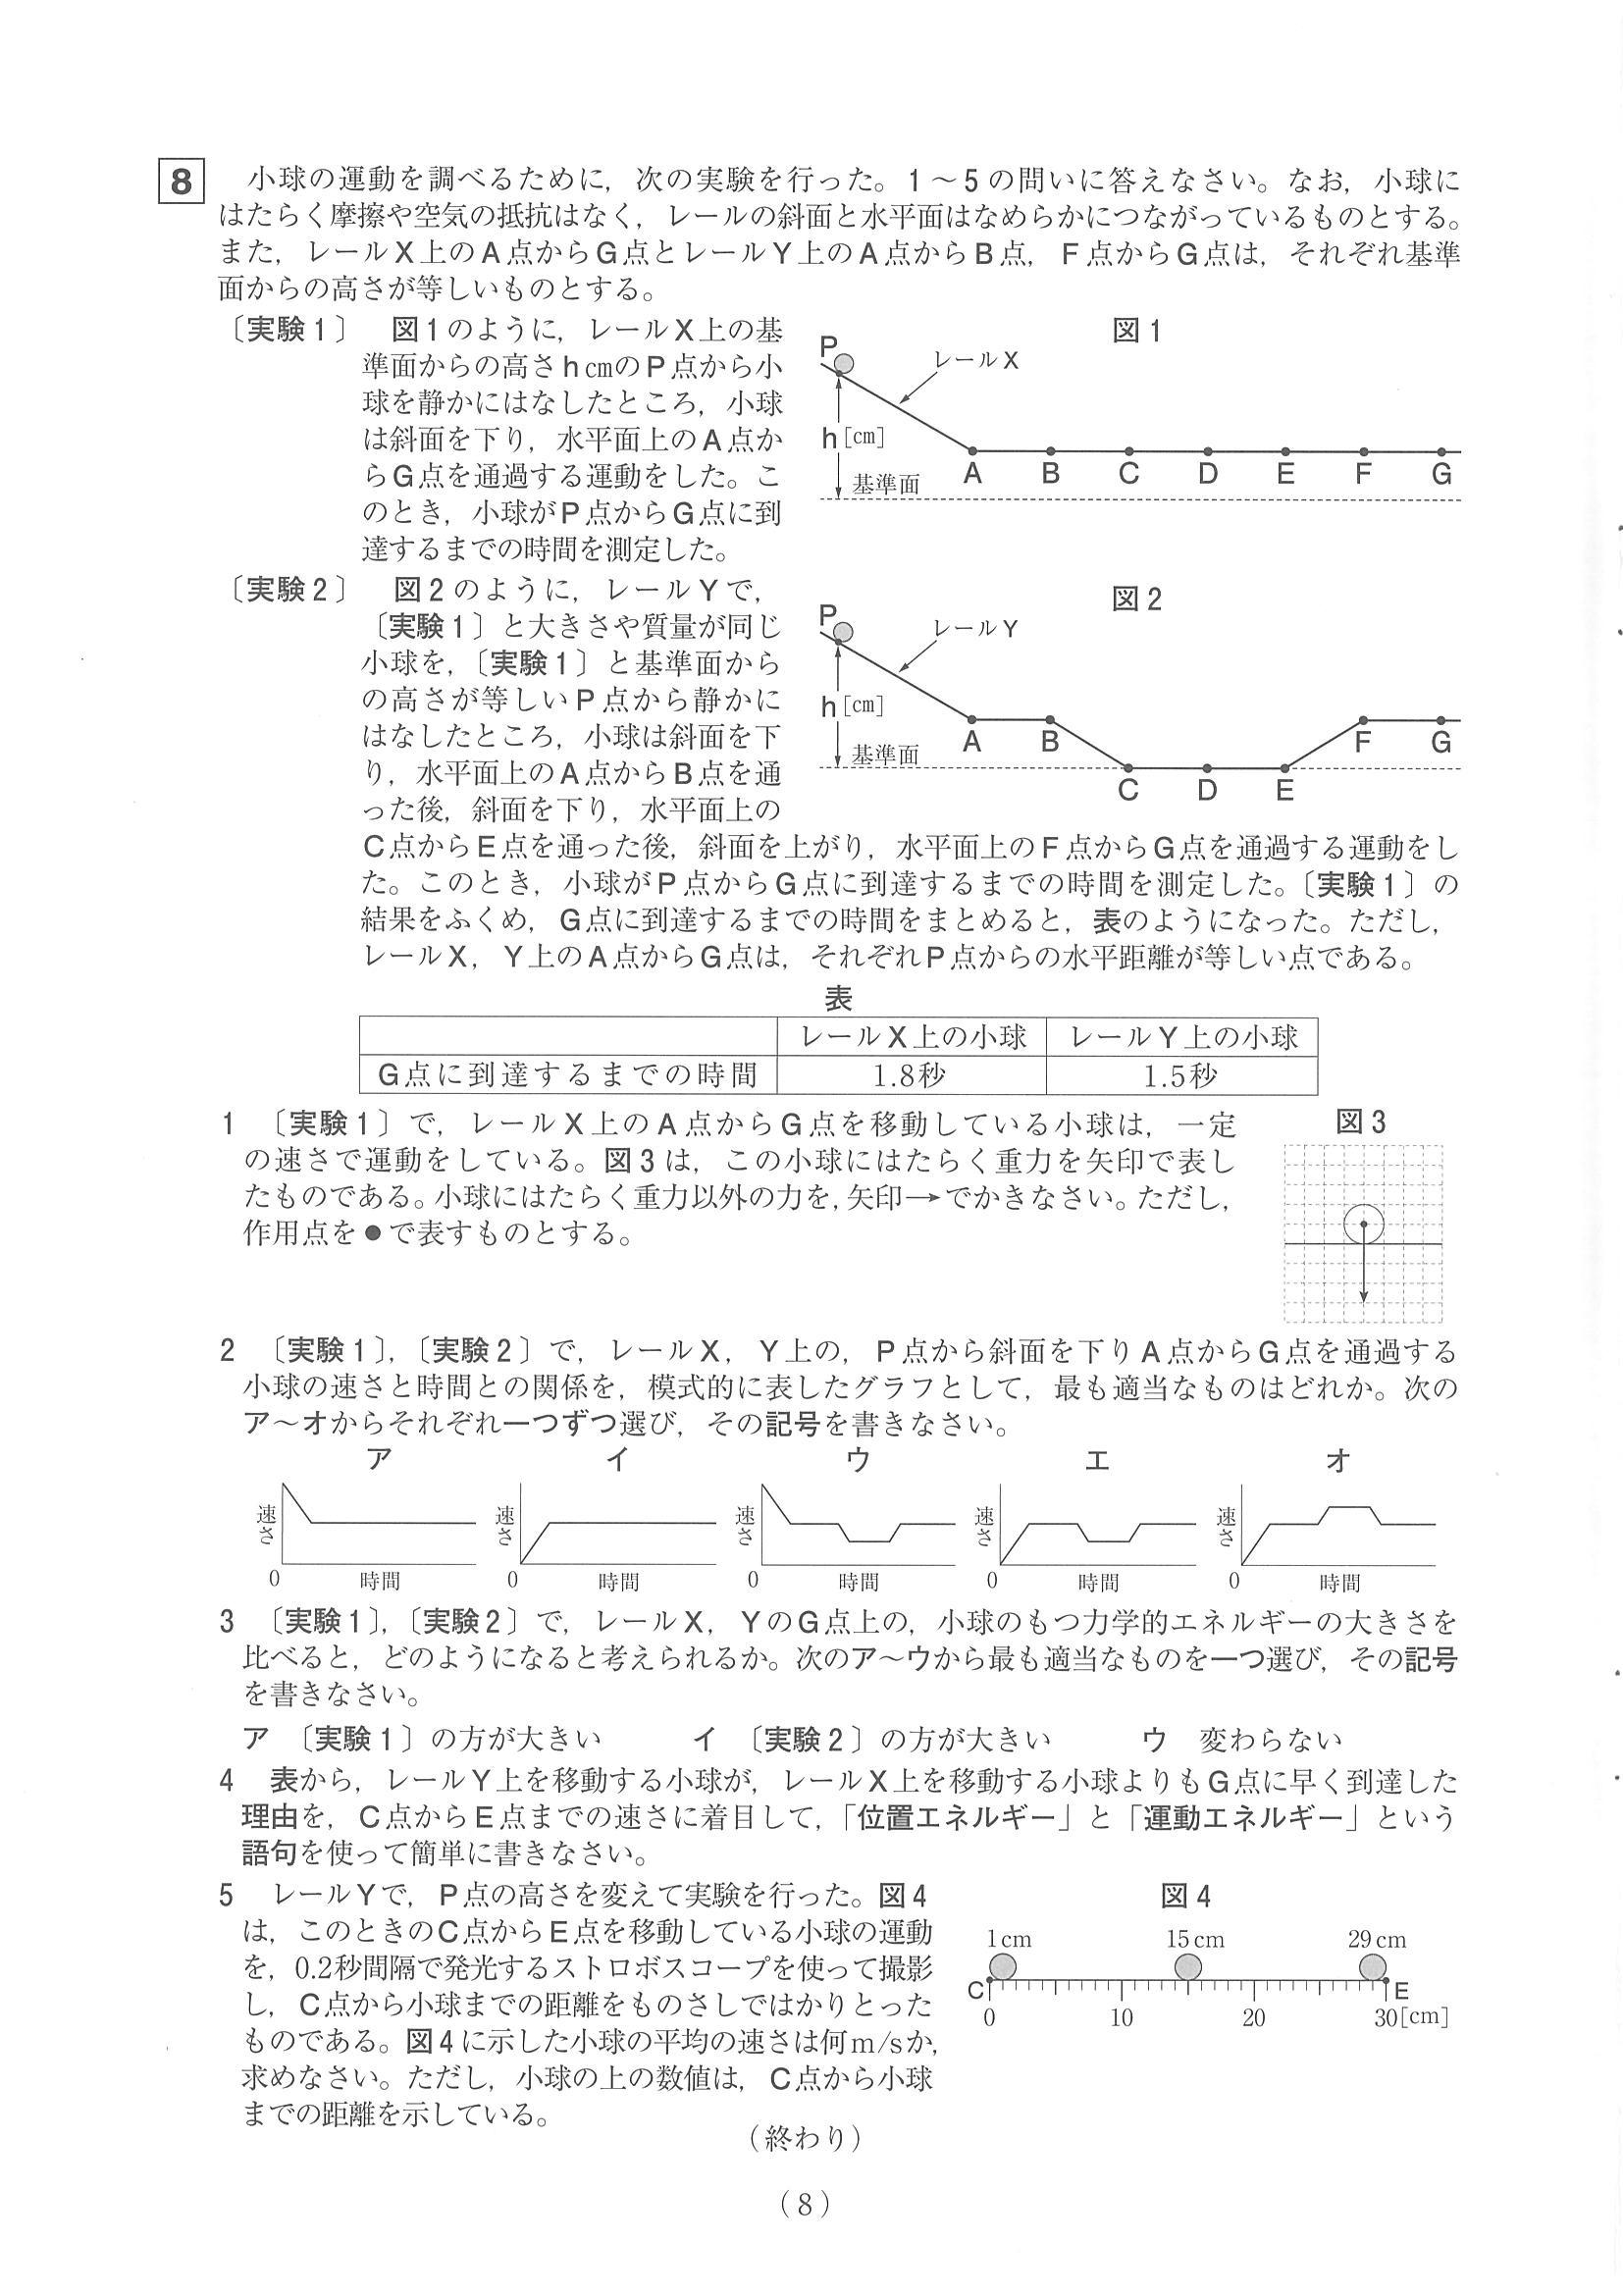 8　小球の運動を調べるために，次の実験を行った。1～5の問いに答えなさい。なお，小球に
はたらく摩擦や空気の抵抗はなく，レールの斜面と水平面はなめらかにつながっているものとする。
また，レールX上のA点からG点とレールY上のA点からB点，F点からG点は，それぞれ基準
面からの高さが等しいものとする。
〔実験1〕　図1のように，レールX上の基
準面からの高さh㎝のP点から小
球を静かにはなしたところ，小球
は斜面を下り，水平面上のA点か
らG点を通過する運動をした。こ
のとき，小球がP点からG点に到
達するまでの時間を測定した。
図1
P
レールX
h[㎝]
基準面
A B C D E F G
〔実験2〕　図2のように，レールYで，
〔実験1〕と大きさや質量が同じ
小球を，〔実験1〕と基準面から
の高さが等しいP点から静かに
はなしたところ，小球は斜面を下
り，水平面上のA点からB点を通
った後，斜面を下り，水平面上の
図2
P
レールY
h[㎝]
基準面
A B F G
C D E
C点からE点を通った後，斜面を上がり，水平面上のF点からG点を通過する運動をし
た。このとき，小球がP点からG点に到達するまでの時間を測定した。〔実験1〕の
結果をふくめ，G点に到達するまでの時間をまとめると，表のようになった。ただし，
レールX，Y上のA点からG点は，それぞれP点からの水平距離が等しい点である。
表
レールX上の小球 レールY上の小球
G点に到達するまでの時間 1.8秒 1.5秒
1　〔実験1〕で，レールX上のA点からG点を移動している小球は，一定
の速さで運動をしている。図3は，この小球にはたらく重力を矢印で表し
たものである。小球にはたらく重力以外の力を，矢印→でかきなさい。ただし，
作用点を●で表すものとする。
図3
2　〔実験1〕，〔実験2〕で，レールX，Y上の，P点から斜面を下りA点からG点を通過する
小球の速さと時間との関係を，模式的に表したグラフとして，最も適当なものはどれか。次の
ア～オからそれぞれ一つずつ選び，その記号を書きなさい。
ア イ ウ エ オ
速さ 速さ 速さ 速さ 速さ
0 時間 0 時間 0 時間 0 時間 0 時間
3　〔実験1〕，〔実験2〕で，レールX，YのG点上の，小球のもつ力学的エネルギーの大きさを
比べると，どのようになると考えられるか。次のア～ウから最も適当なものを一つ選び，その記号
を書きなさい。
ア　〔実験1〕の方が大きい　イ　〔実験2〕の方が大きい　ウ　変わらない
4　表から，レールY上を移動する小球が，レールX上を移動する小球よりもG点に早く到達した
理由を，C点からE点までの速さに着目して，「位置エネルギー」と「運動エネルギー」という
語句を使って簡単に書きなさい。
5　レールYで，P点の高さを変えて実験を行った。図4
は，このときのC点からE点を移動している小球の運動
を，0.2秒間隔で発光するストロボスコープを使って撮影
し，C点から小球までの距離をものさしではかりとった
ものである。図4に示した小球の平均の速さは何m/sか，
求めなさい。ただし，小球の上の数値は，C点から小球
までの距離を示している。
図4
1cm 15cm 29cm
C E
0 10 20 30[cm]
（終わり）
（8）